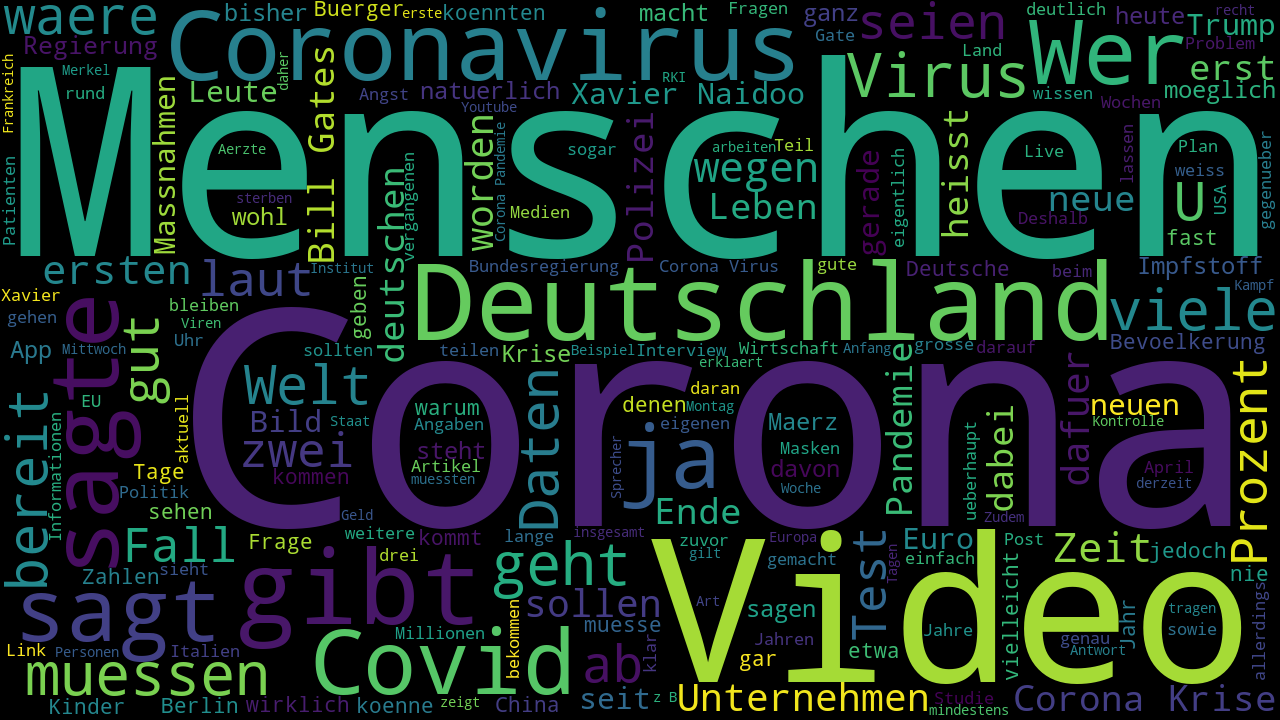 waere
bisher
Buerger
erste
koennten
macht
Fragen
ganz
deutlich
recht
Regierung
Coronavirus
Gate
seien
Wer
heute
Trump
Problem
Frankreich
Merkel
daher
Land
Virus
erst
rund
Leute
RKI
Angst
natuerlich
Xavier Naidoo
wissen
Wochen
moeglich
Menschen
Massnahmen
Bill Gates
Youtube
Aerzte
sogar
arbeiten
Teil
Live
Plan
Patienten
worden
Corona Pandemie
Polizei
wegen
gerade
eigentlich
heisst
lassen
weiss
gegenueber
sterben
wohl
vergangenen
Medien
Leben
neue
Deshalb
U
USA
fast
deutschen
ersten
laut
Institut
Bundesregierung
Corona Virus
gute
Deutsche
beim
Impfstoff
Kampf
Xavier
bleiben
geben
Deutschland
viele
gehen
Viren
sagte
gut
Uhr
App
Mittwoch
sollten
teilen
Krise
Beispiel
Interview
Wirtschaft
Anfang
grosse
darauf
Bevoelkerung
erklaert
Corona
Welt
EU
aktuell
Bild
Staat
warum
Angaben
Daten
denen
daran
Montag
eigenen
Maerz
Pandemie
dafuer
neuen
Kontrolle
Prozent
bereit
Informationen
zwei
steht
Artikel
muessten
Sprecher
ja
Masken
davon
Woche
ueberhaupt
dabei
April
derzeit
Tage
kommen
Politik
sehen
Geld
Ende
Zudem
Fall
Frage
weitere
kommt
lange
insgesamt
zuvor
Europa
Test
Euro
Post
Zeit
jedoch
drei
gilt
gemacht
Tagen
einfach
Zahlen
sieht
gibt
geht
Video
vielleicht
nie
sagt
bekommen
sollen
Art
sagen
Jahre
Jahr
tragen
Millionen
muesse
Jahren
genau
sowie
allerdings
Link
Personen
Italien
Covid
ab
klar
gar
etwa
Antwort
muessen
Kinder
Berlin
wirklich
koenne
zeigt
China
seit
z B
Unternehmen
Studie
mindestens
Corona Krise